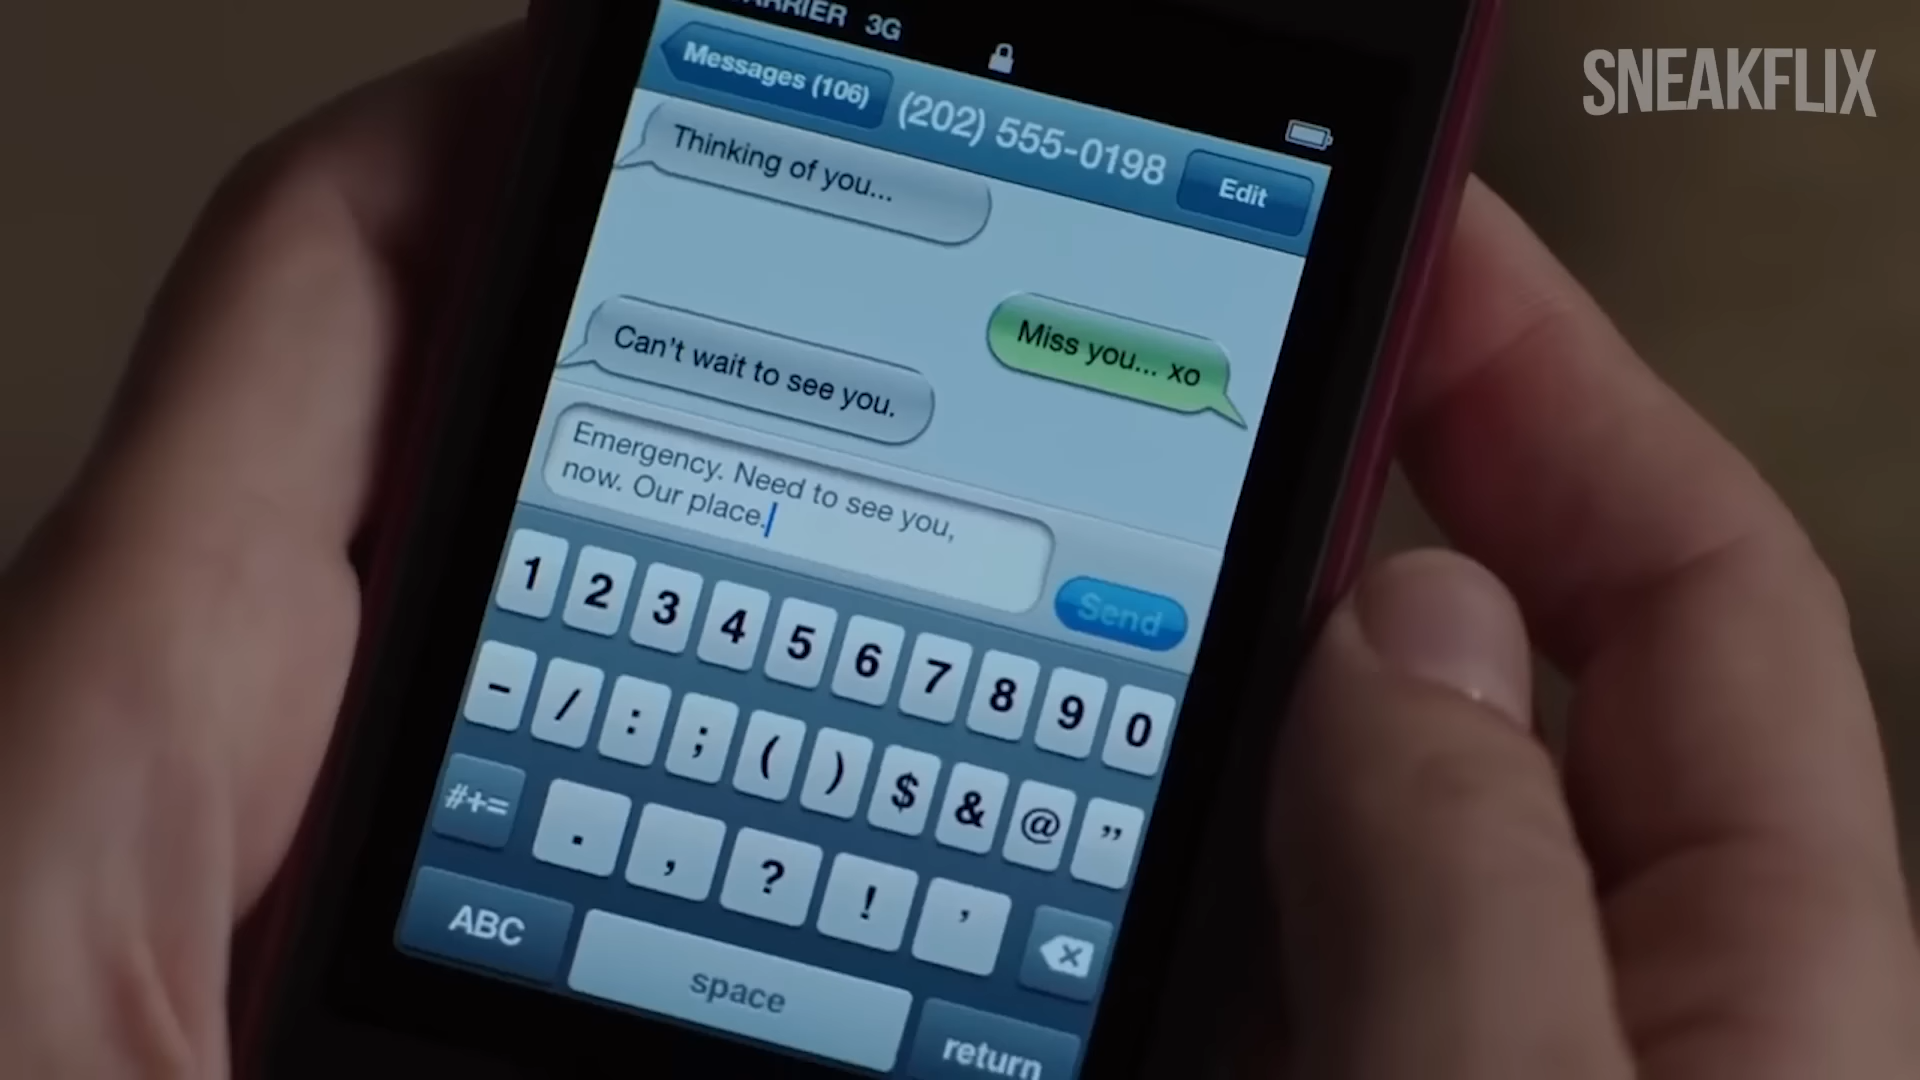 3G
SNEAKFLIX
Messages (106)
(202) 555-0198
Edit
Thinking of you...
Miss you... xo
Can't wait to see you.
Emergency. Need to see you,
now. Our place.
Send
1 2 3 4 5 6 7 8 9 0
- / : ; ( ) $ & @ "
#+= . , ? ! '
ABC space return